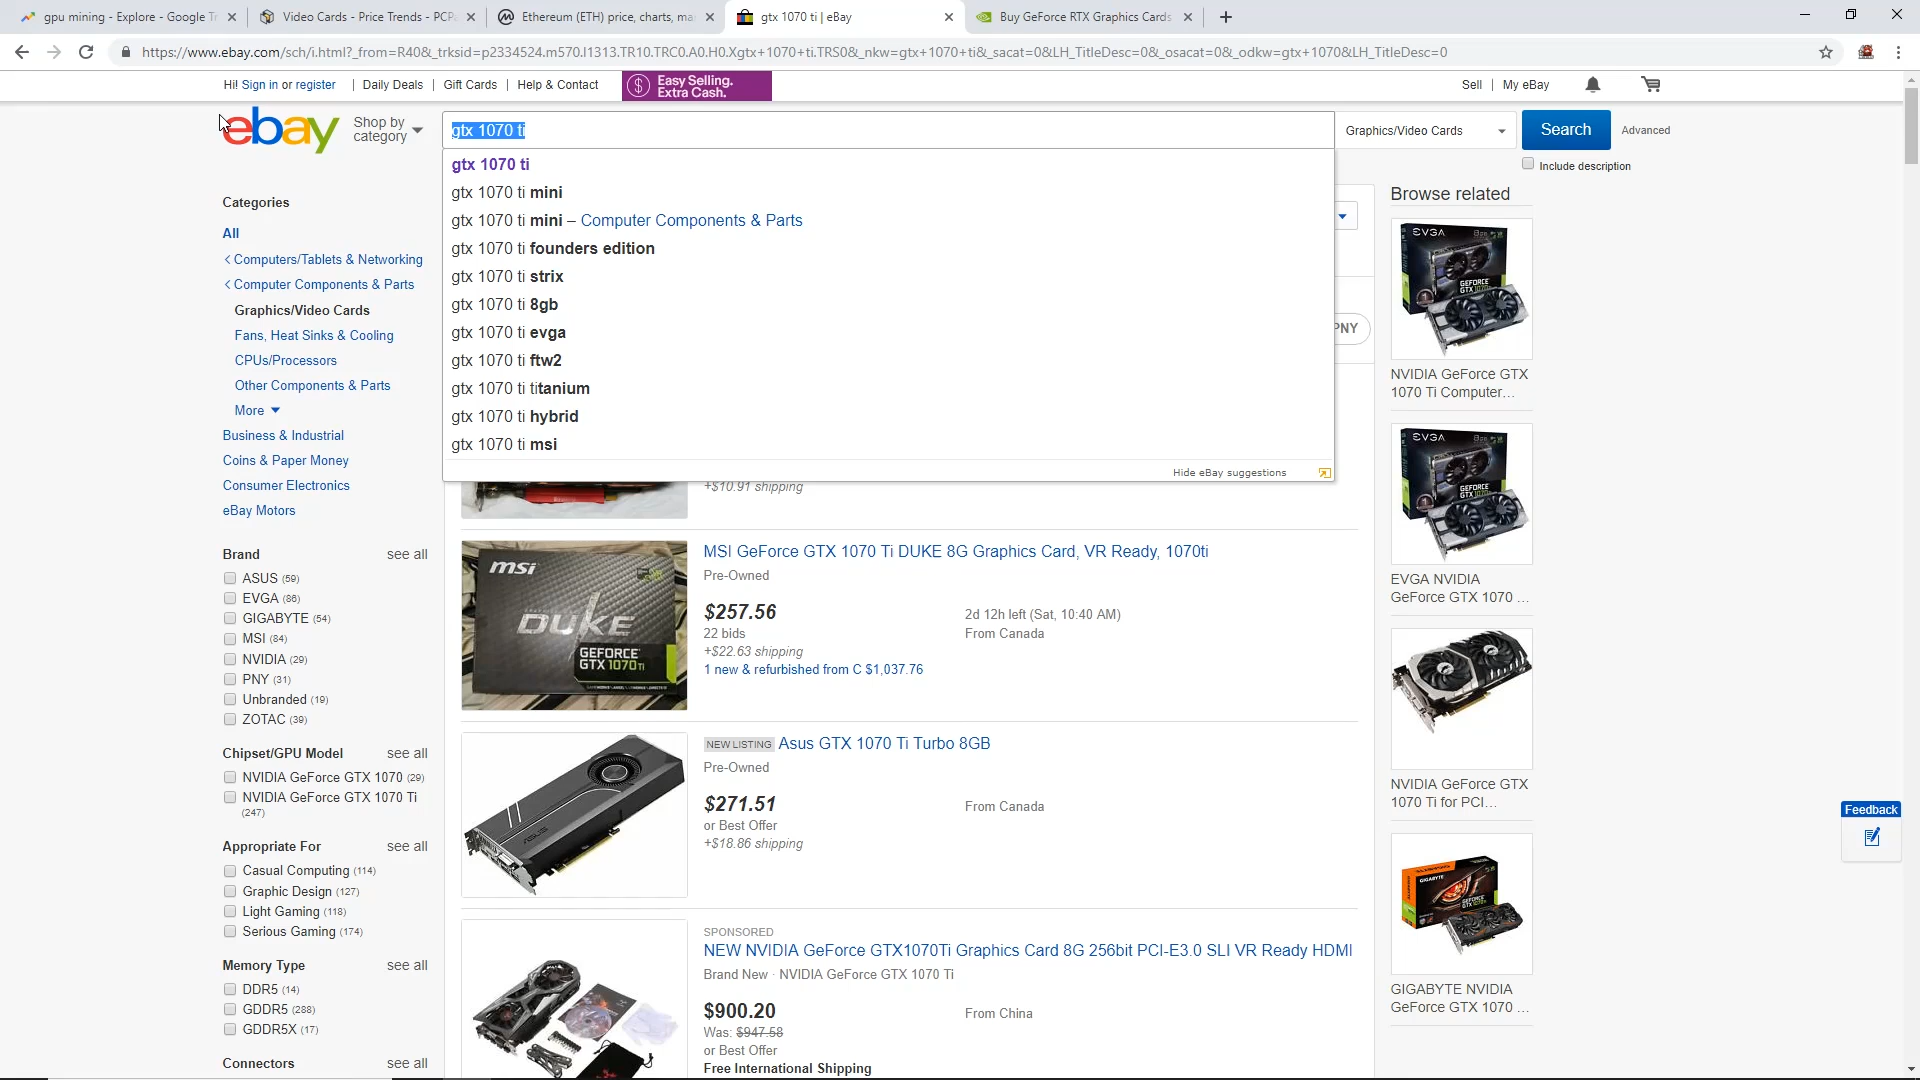 gpu mining - Explore - Google Tr
Video Cards - Price Trends - PCPa
Ethereum (ETH) price, charts, ma
gtx 1070 ti | eBay
Buy GeForce RTX Graphics Cards
https://www.ebay.com/sch/i.html?_from=R40&_trksid=p2334524.m570.l1313.TR10.TRC0.A0.H0.Xgtx+1070+ti.TRS0&_nkw=gtx+1070+ti&_sacat=0&LH_TitleDesc=0&_osacat=0&_odkw=gtx+1070&LH_TitleDesc=0
Hi! Sign in or register
Daily Deals
Gift Cards
Help & Contact
Easy Selling.
Extra Cash.
Sell
My eBay
ebay
Shop by
category
gtx 1070 ti
Graphics/Video Cards
Search
Advanced
Include description
gtx 1070 ti
gtx 1070 ti mini
gtx 1070 ti mini – Computer Components & Parts
gtx 1070 ti founders edition
gtx 1070 ti strix
gtx 1070 ti 8gb
gtx 1070 ti evga
gtx 1070 ti ftw2
gtx 1070 ti titanium
gtx 1070 ti hybrid
gtx 1070 ti msi
Hide eBay suggestions
Categories
All
Computers/Tablets & Networking
Computer Components & Parts
Graphics/Video Cards
Fans, Heat Sinks & Cooling
CPUs/Processors
Other Components & Parts
More
Business & Industrial
Coins & Paper Money
Consumer Electronics
eBay Motors
Brand
see all
ASUS (59)
EVGA (86)
GIGABYTE (54)
MSI (84)
NVIDIA (29)
PNY (31)
Unbranded (19)
ZOTAC (39)
Chipset/GPU Model
see all
NVIDIA GeForce GTX 1070 (29)
NVIDIA GeForce GTX 1070 Ti
(247)
Appropriate For
see all
Casual Computing (114)
Graphic Design (127)
Light Gaming (118)
Serious Gaming (174)
Memory Type
see all
DDR5 (14)
GDDR5 (288)
GDDR5X (17)
Connectors
see all
PNY
+$10.91 shipping
msi
DUKE
GEFORCE
GTX 1070 Ti
MSI GeForce GTX 1070 Ti DUKE 8G Graphics Card, VR Ready, 1070ti
Pre-Owned
$257.56
22 bids
+$22.63 shipping
1 new & refurbished from C $1,037.76
2d 12h left (Sat, 10:40 AM)
From Canada
NEW LISTING Asus GTX 1070 Ti Turbo 8GB
Pre-Owned
$271.51
or Best Offer
+$18.86 shipping
From Canada
SPONSORED
NEW NVIDIA GeForce GTX1070Ti Graphics Card 8G 256bit PCI-E3.0 SLI VR Ready HDMI
Brand New · NVIDIA GeForce GTX 1070 Ti
$900.20
Was: $947.58
or Best Offer
Free International Shipping
From China
Browse related
EVGA
NVIDIA GeForce GTX
1070 Ti Computer...
EVGA
EVGA NVIDIA
GeForce GTX 1070 ...
NVIDIA GeForce GTX
1070 Ti for PCI...
GIGABYTE NVIDIA
GeForce GTX 1070 ...
Feedback